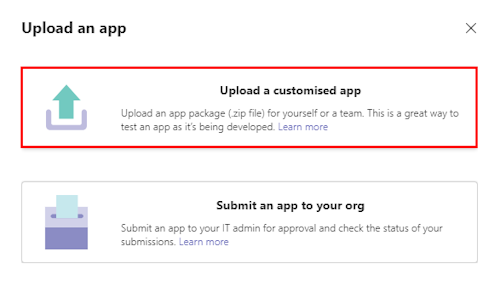 Upload an app
Upload a customised app
Upload an app package (.zip file) for yourself or a team. This is a great way to
test an app as it's being developed. Learn more
Submit an app to your org
Submit an app to your IT admin for approval and check the status of your
submissions. Learn more